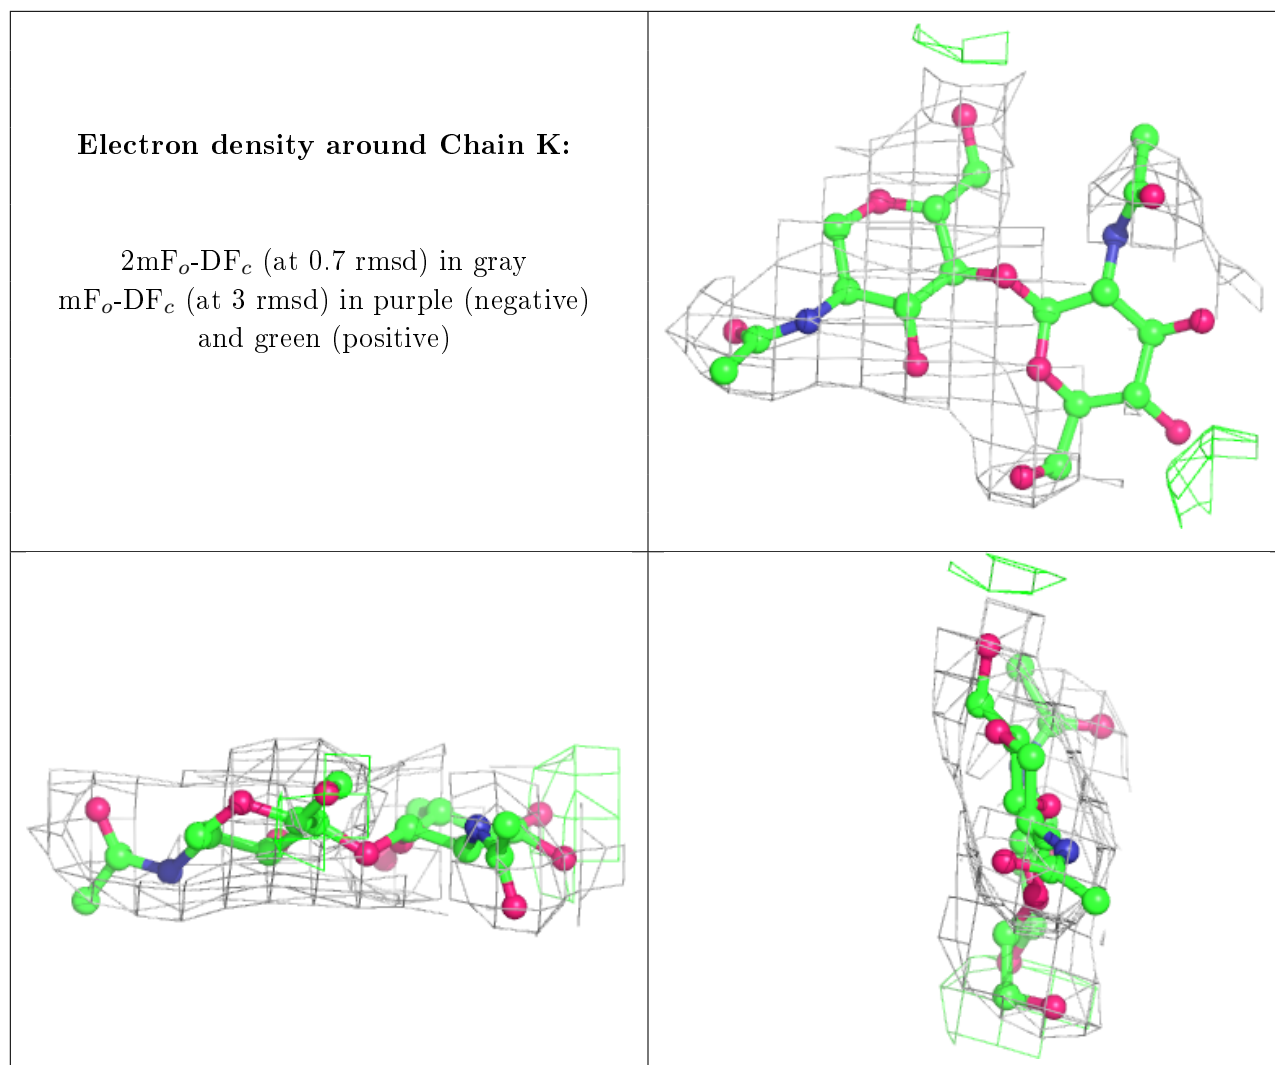 Electron density around Chain K:
2mFo-DFc (at 0.7 rmsd) in gray
mFo-DFc (at 3 rmsd) in purple (negative)
and green (positive)